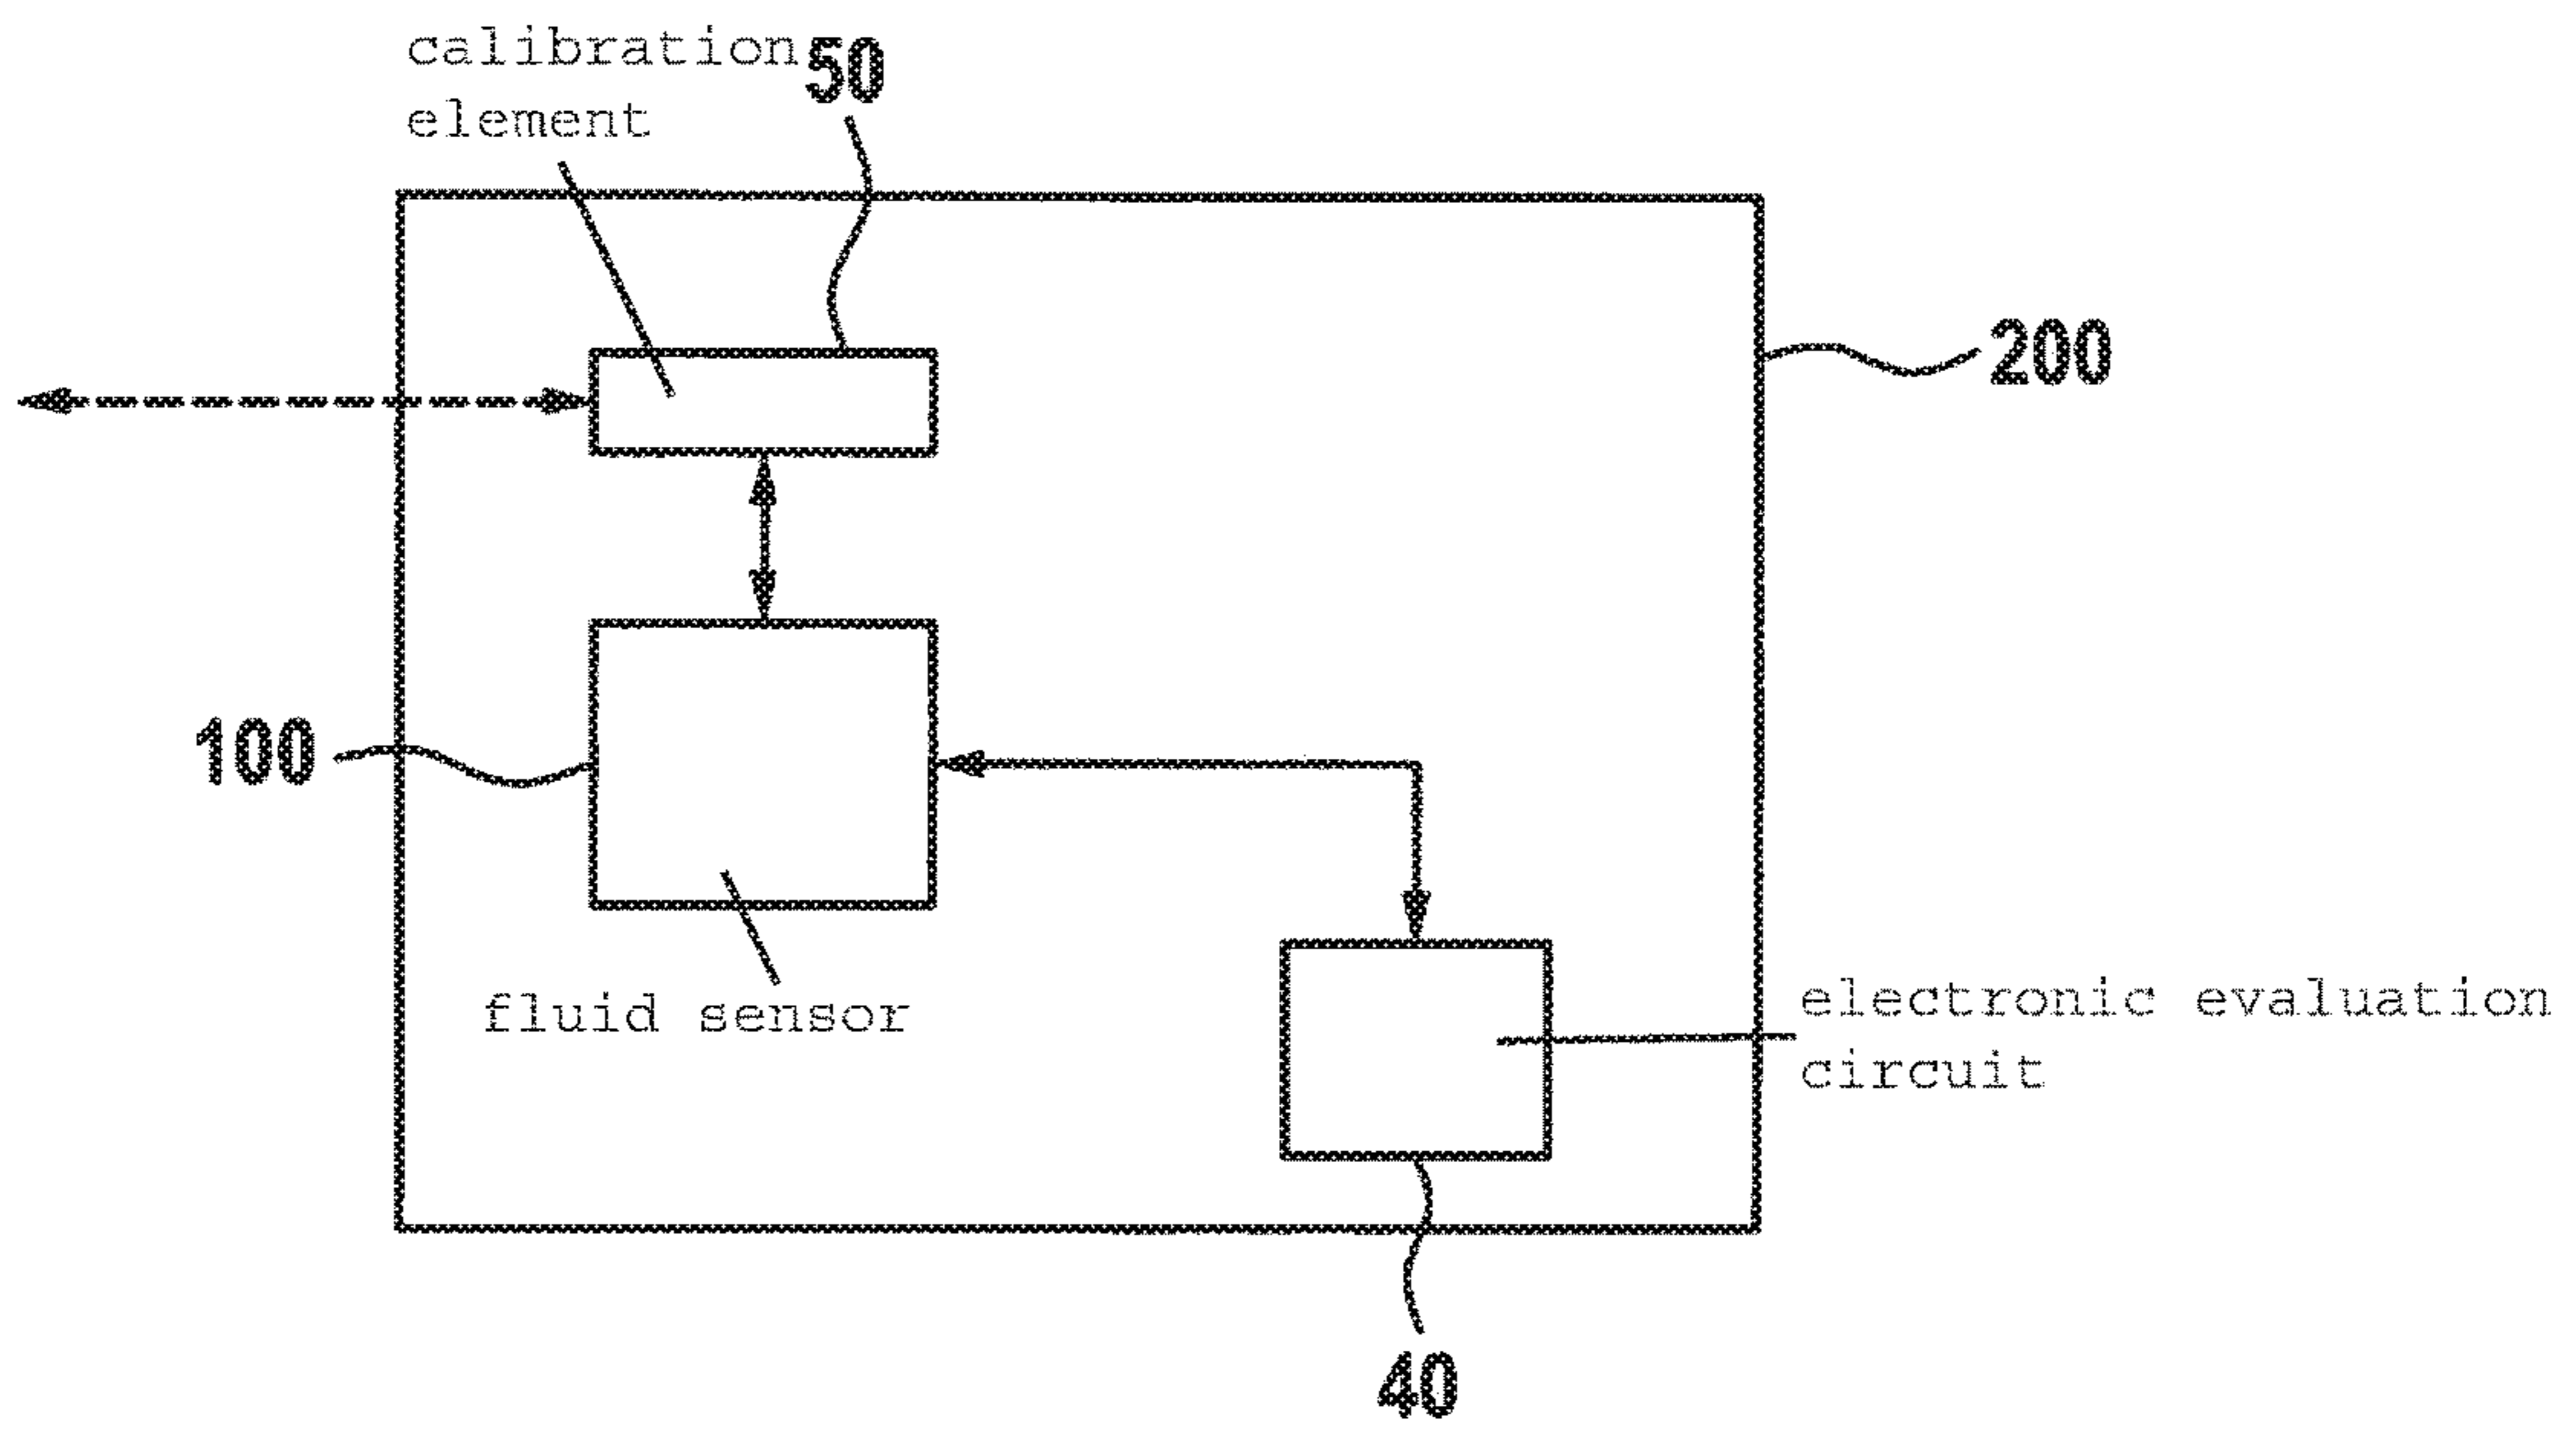 calibration 50
element
200
100
fluid sensor
electronic evaluation
circuit
40